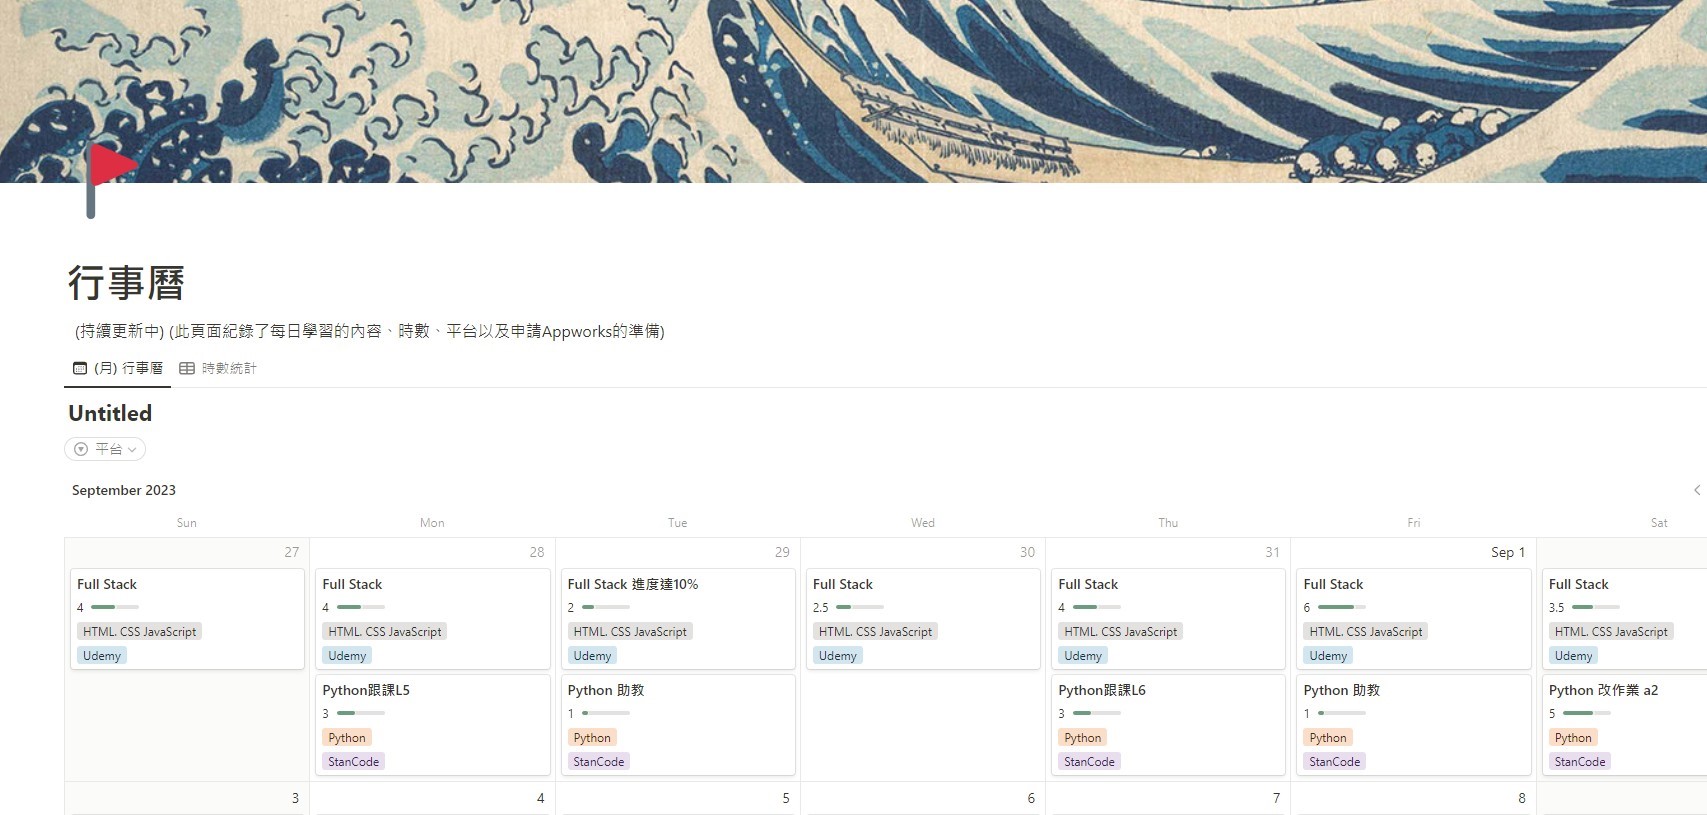 行事曆
(持續更新中) (此頁面紀錄了每日學習的內容、時數、平台以及申請Appworks的準備)
(月) 行事曆 時數統計
Untitled
平台
September 2023
Sun Mon Tue Wed Thu Fri Sat
27 28 29 30 31 Sep 1
Full Stack Full Stack Full Stack 進度達10% Full Stack Full Stack Full Stack Full Stack
4 4 2 2.5 4 6 3.5
HTML. CSS JavaScript HTML. CSS JavaScript HTML. CSS JavaScript HTML. CSS JavaScript HTML. CSS JavaScript HTML. CSS JavaScript HTML. CSS JavaScript
Udemy Udemy Udemy Udemy Udemy Udemy Udemy
Python跟課L5 Python 助教 Python跟課L6 Python 助教 Python 改作業 a2
3 1 3 1 5
Python Python Python Python Python
StanCode StanCode StanCode StanCode StanCode
3 4 5 6 7 8